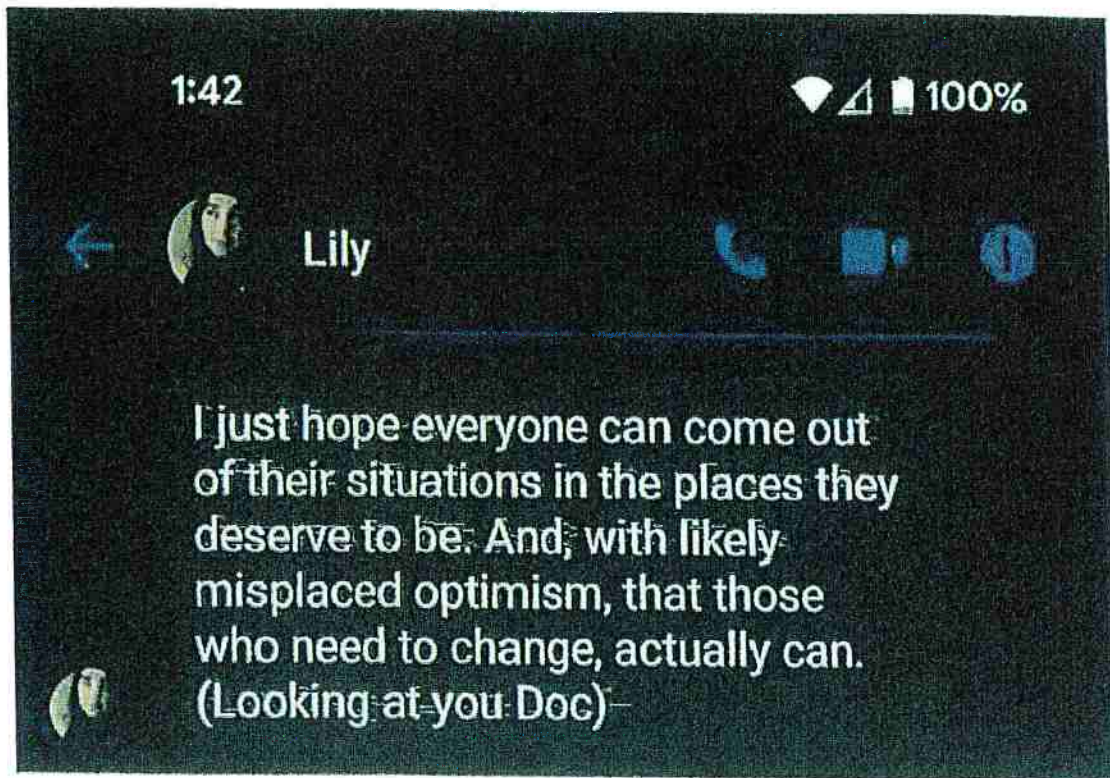 1:42
100%
Lily
I just hope everyone can come out
of their situations in the places they
deserve to be. And, with likely
misplaced optimism, that those
who need to change, actually can.
(Looking at you Doc)